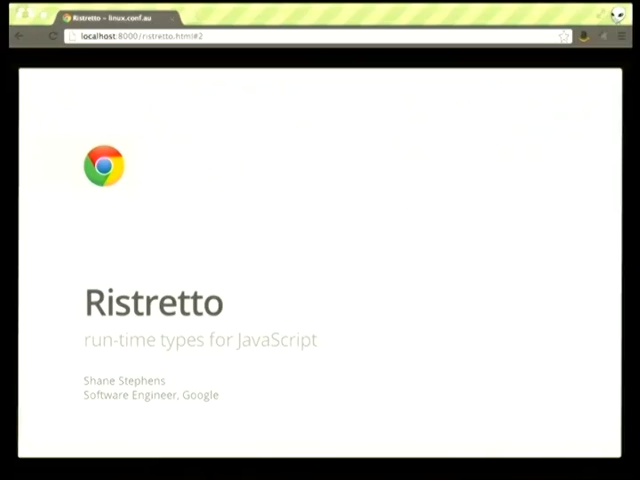 Ristretto – linux.conf.au
localhost:8000/ristretto.html#2
Ristretto
run-time types for JavaScript
Shane Stephens
Software Engineer, Google